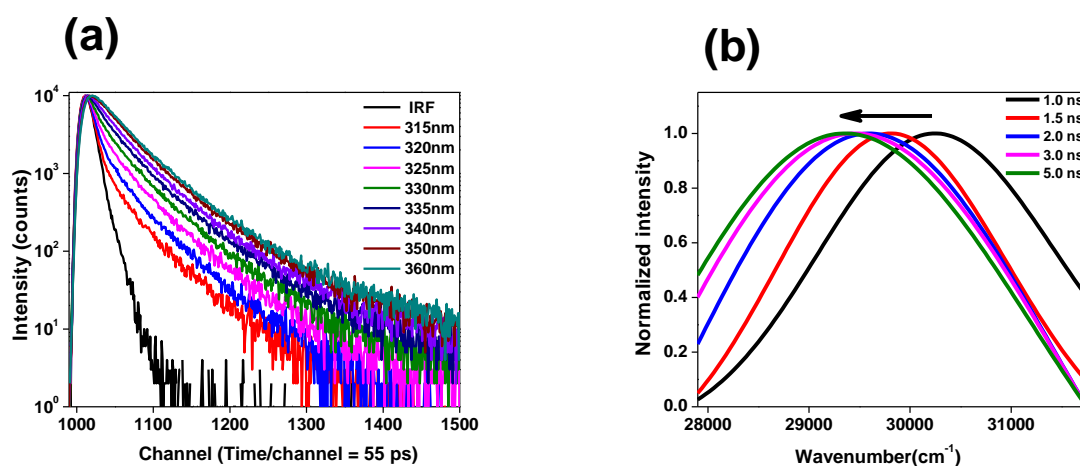 (a)
Intensity (counts)
10⁴
10³
10²
10¹
10⁰
1000 1100 1200 1300 1400 1500
Channel (Time/channel = 55 ps)
IRF
315nm
320nm
325nm
330nm
335nm
340nm
350nm
360nm
(b)
Normalized intensity
1.0
0.8
0.6
0.4
0.2
0.0
28000 29000 30000 31000
Wavenumber(cm⁻¹)
1.0 ns
1.5 ns
2.0 ns
3.0 ns
5.0 ns